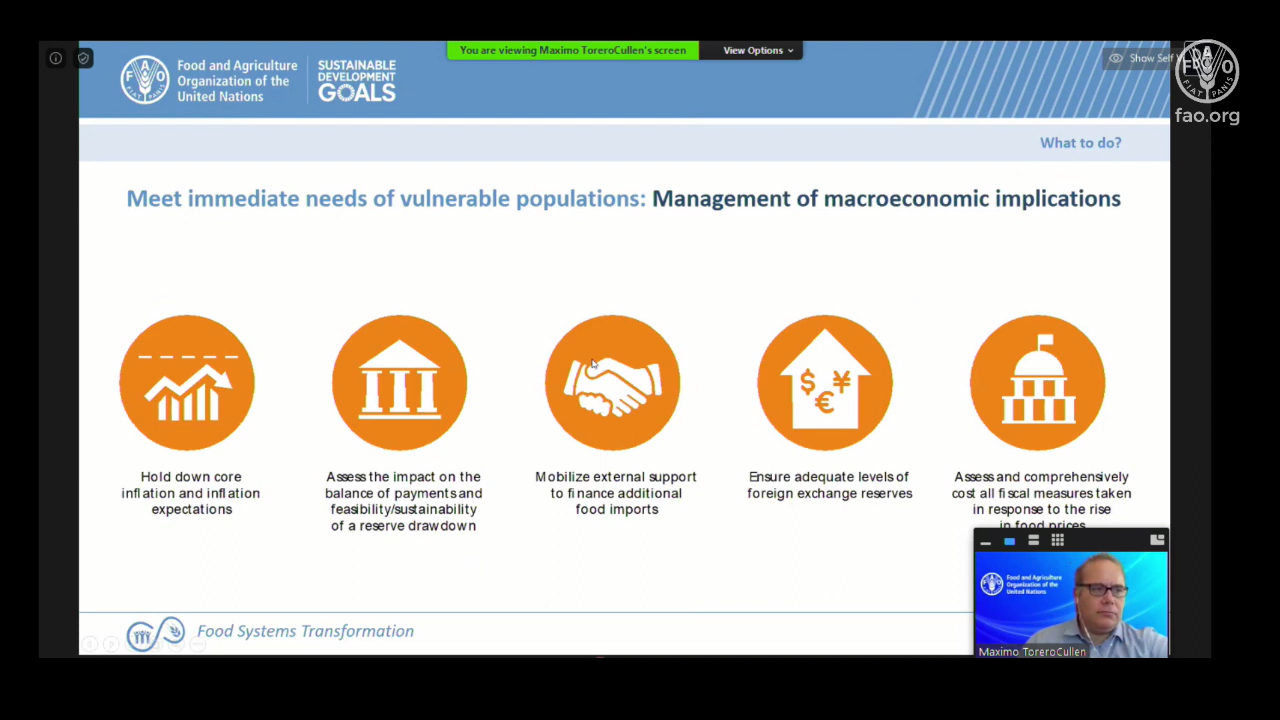 You are viewing Maximo ToreroCullen's screen
View Options
Show Self
Food and Agriculture
Organization of the
United Nations
SUSTAINABLE
DEVELOPMENT
GOALS
FIAT PANIS
fao.org
What to do?
Meet immediate needs of vulnerable populations: Management of macroeconomic implications
$ ¥
€
Hold down core
inflation and inflation
expectations
Assess the impact on the
balance of payments and
feasibility/sustainability
of a reserve drawdown
Mobilize external support
to finance additional
food imports
Ensure adequate levels of
foreign exchange reserves
Assess and comprehensively
cost all fiscal measures taken
in response to the rise
in food prices
Food and Agriculture
Organization of the
United Nations
Maximo ToreroCullen
Food Systems Transformation